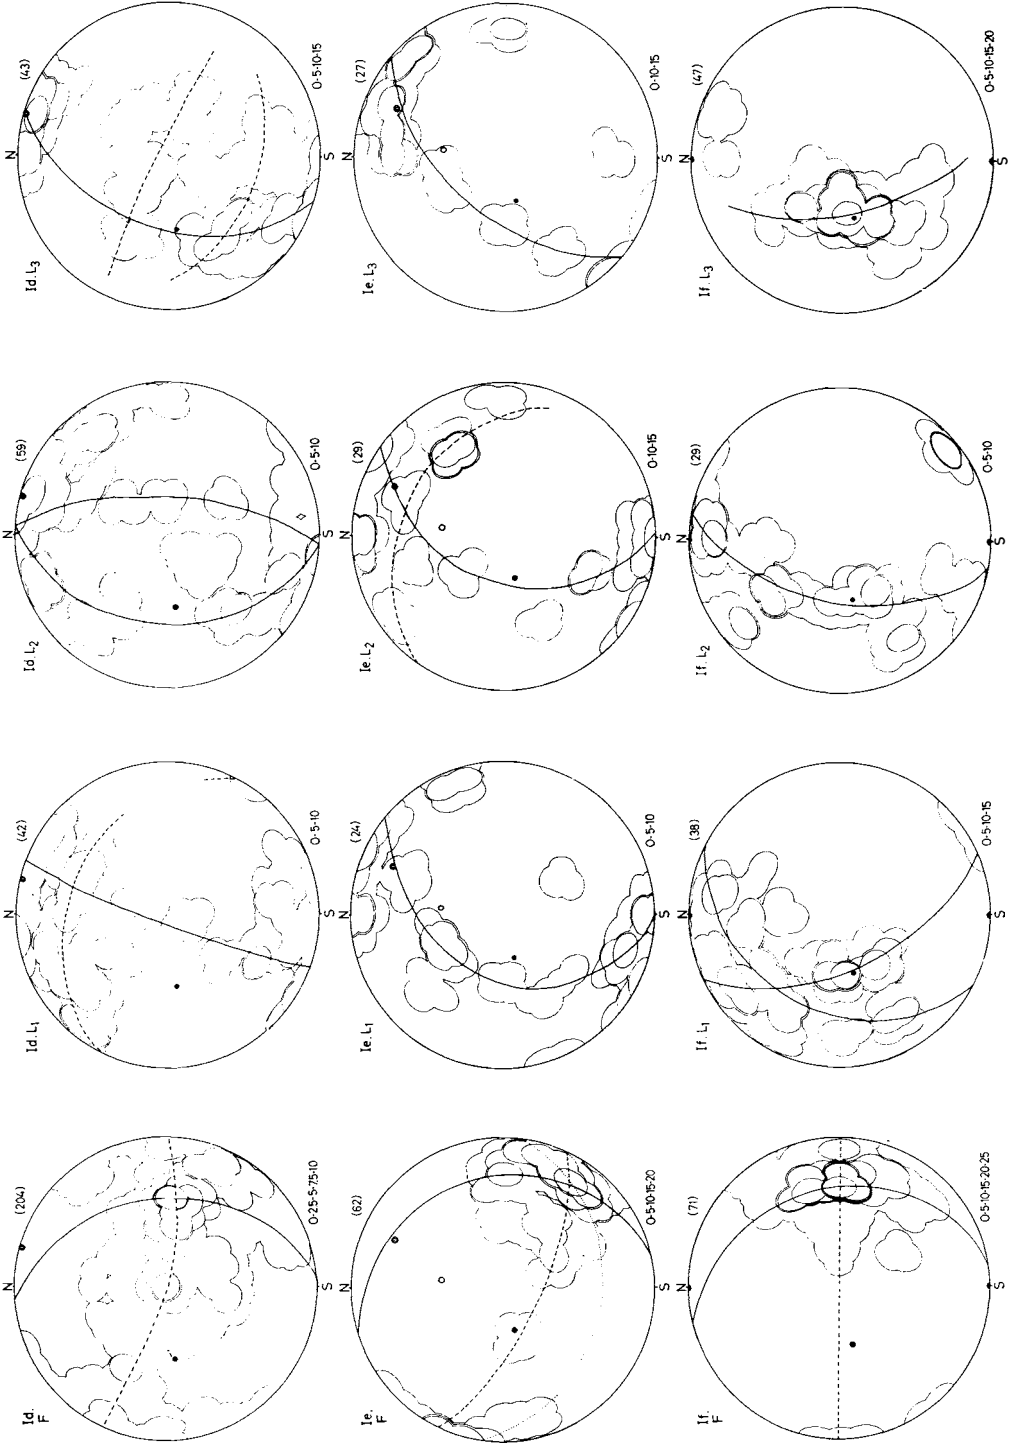 Id. L₃
N
(43)
S
0-5-10-15
Ie. L₃
N
(27)
S
0-10-15
If. L₃
N
(47)
S
0-5-10-15-20
Id. L₂
N
(59)
S
0-5-10
Ie. L₂
N
(29)
S
0-10-15
If. L₂
N
(29)
S
0-5-10
Id. L₁
N
(42)
S
0-5-10
Ie. L₁
N
(24)
S
0-5-10
If. L₁
N
(38)
S
0-5-10-15
Id.
F
N
(204)
S
0-2.5-5-7.5-10
Ie.
F
N
(62)
S
0-5-10-15-20
If.
F
N
(71)
S
0-5-10-15-20-25